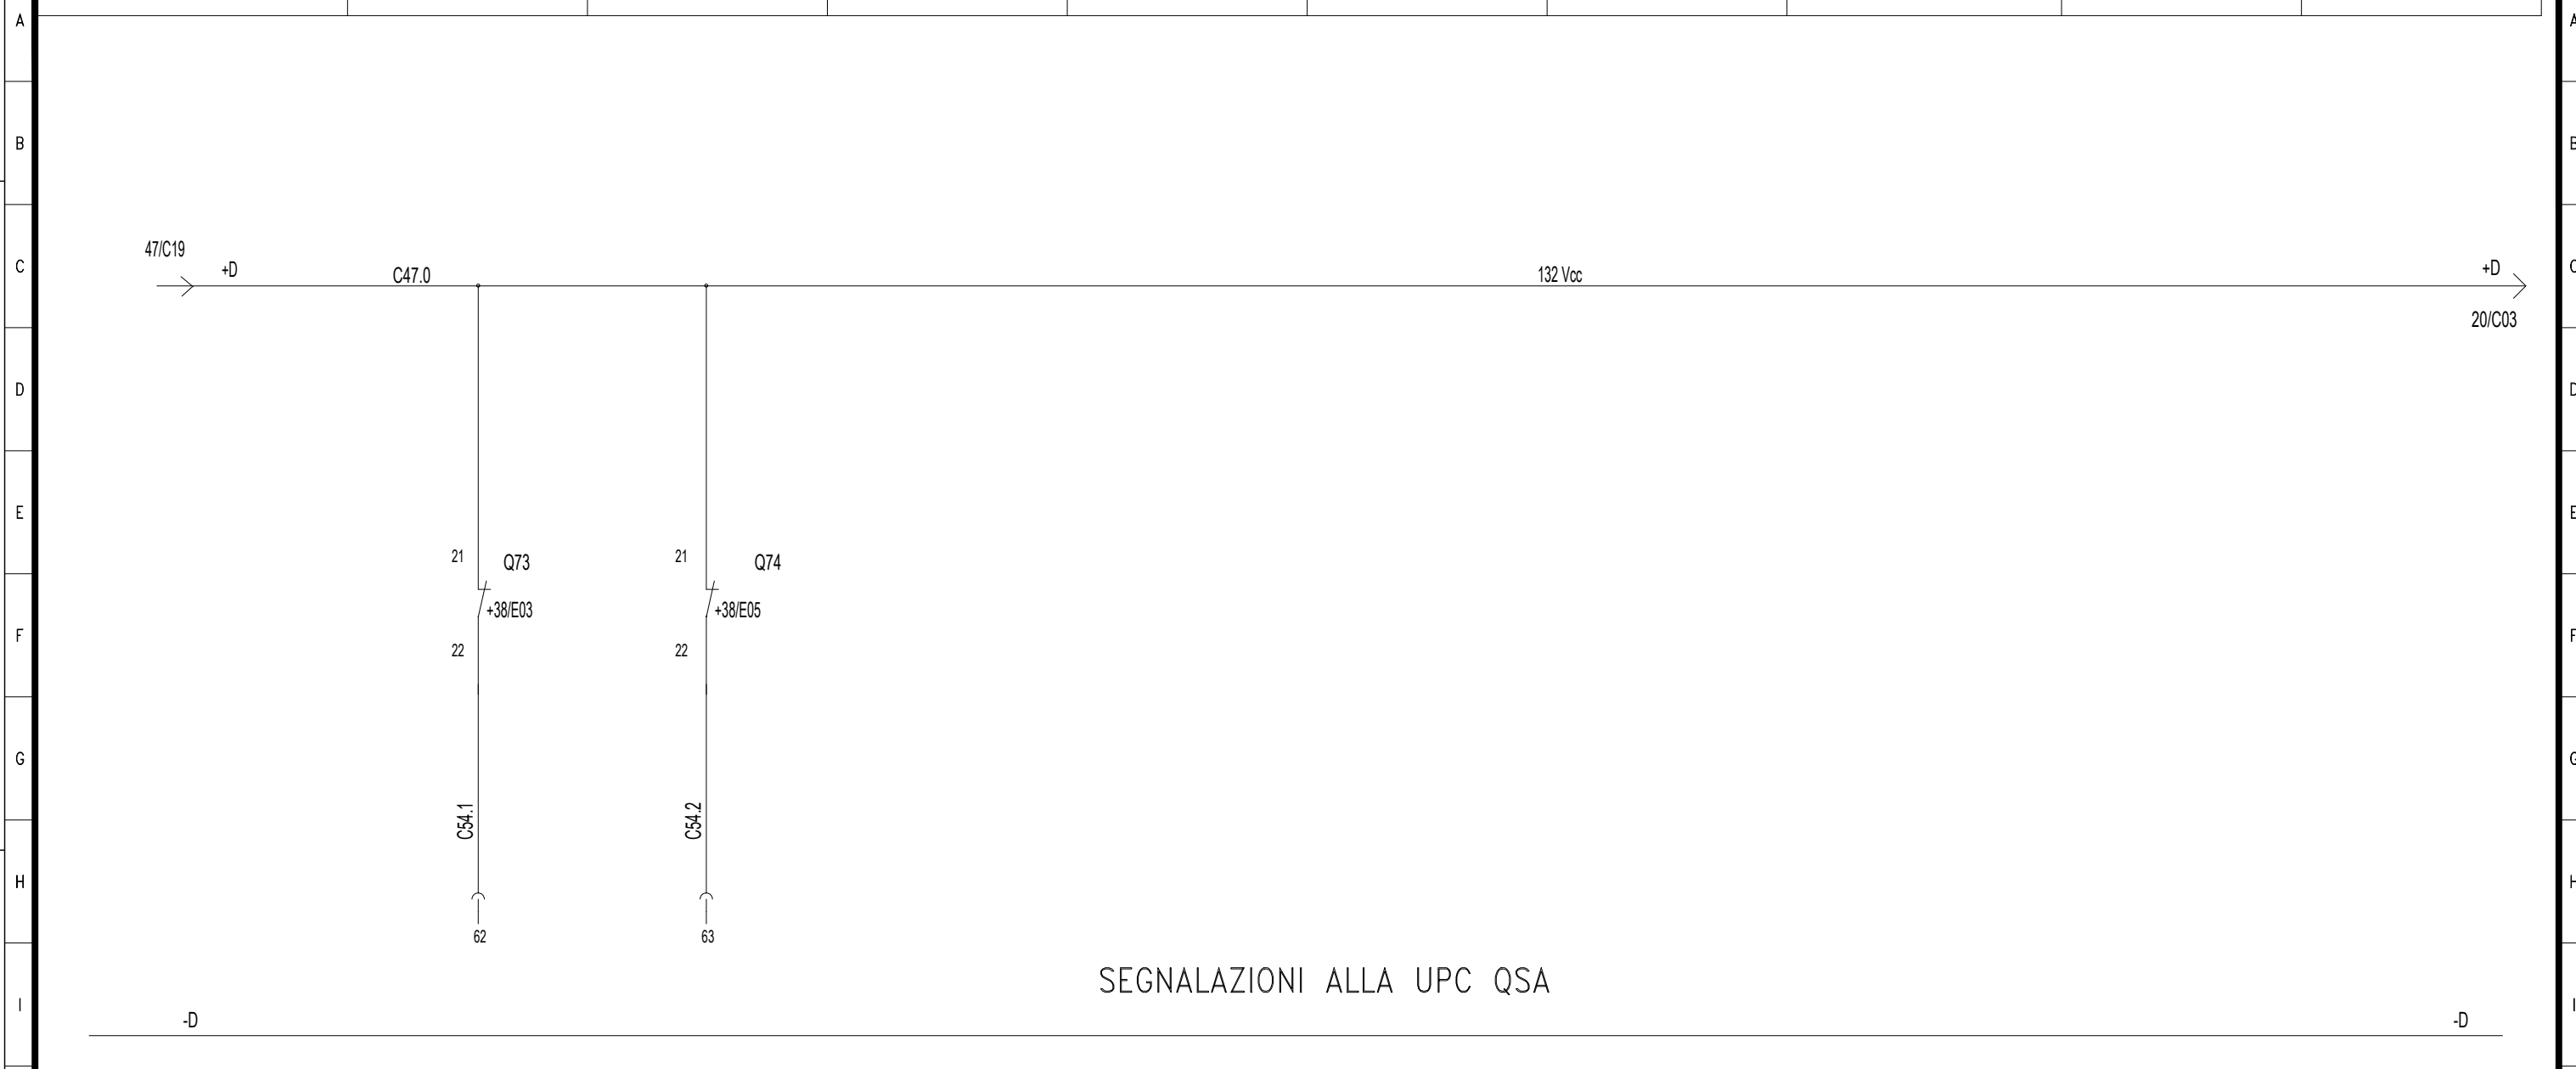 A
A
B
B
47/C19
+D
C47.0
132 Vcc
+D
C
C
20/C03
D
D
E
E
21
Q73
21
Q74
+38/E03
+38/E05
F
F
22
22
G
G
C54.1
C54.2
H
H
62
63
SEGNALAZIONI ALLA UPC QSA
I
I
-D
-D